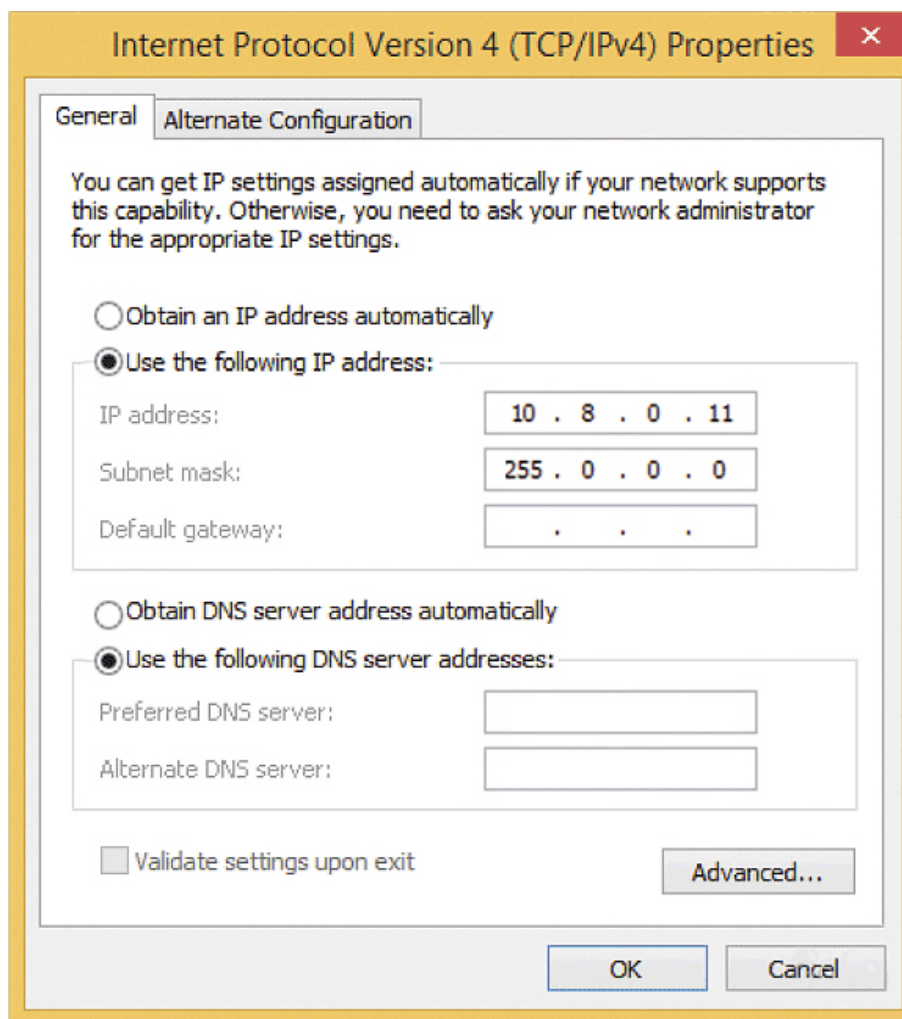 Internet Protocol Version 4 (TCP/IPv4) Properties
General
Alternate Configuration
You can get IP settings assigned automatically if your network supports
this capability. Otherwise, you need to ask your network administrator
for the appropriate IP settings.
Obtain an IP address automatically
Use the following IP address:
IP address: 10 . 8 . 0 . 11
Subnet mask: 255 . 0 . 0 . 0
Default gateway: . . .
Obtain DNS server address automatically
Use the following DNS server addresses:
Preferred DNS server:
Alternate DNS server:
Validate settings upon exit
Advanced...
OK
Cancel